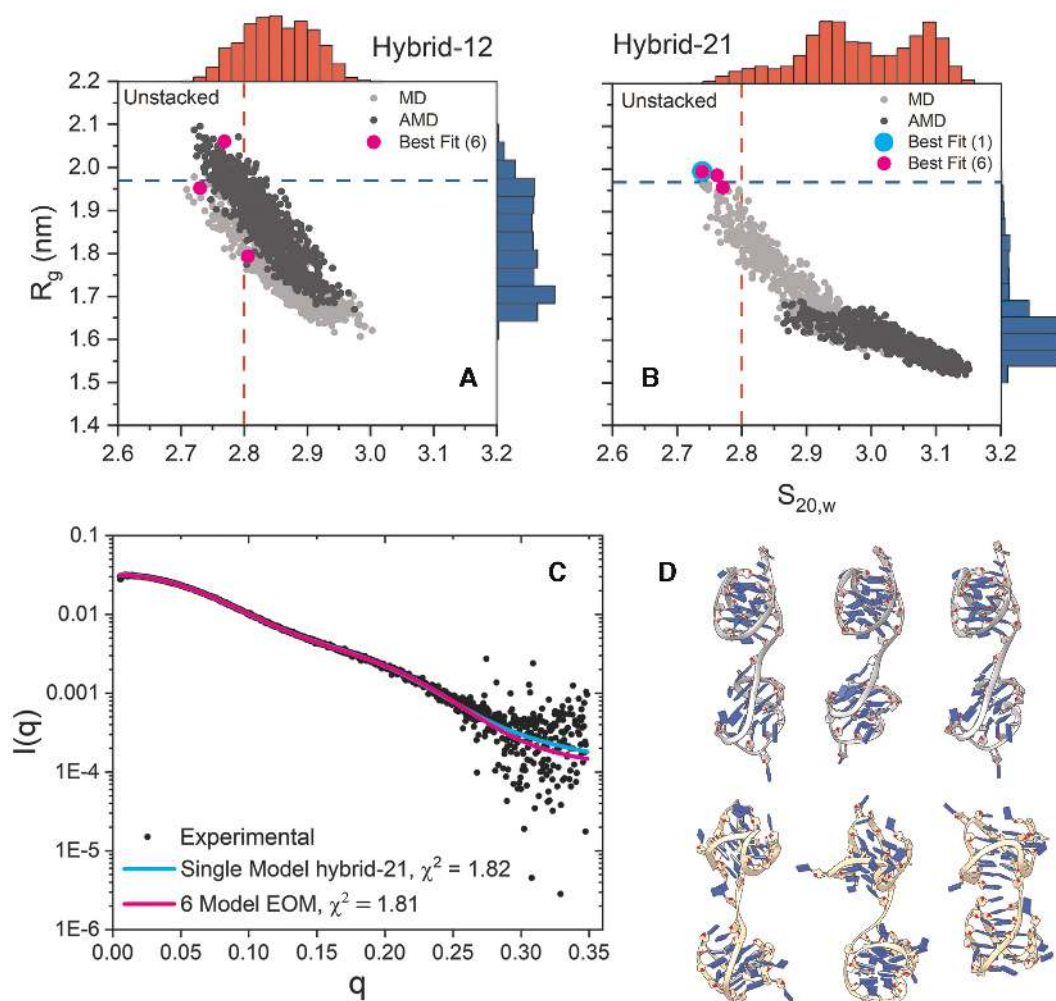 Hybrid-12
Hybrid-21
Unstacked
MD
AMD
Best Fit (6)
A
R_g (nm)
2.2
2.1
2.0
1.9
1.8
1.7
1.6
1.5
1.4
2.6 2.7 2.8 2.9 3.0 3.1 3.2
Unstacked
MD
AMD
Best Fit (1)
Best Fit (6)
B
2.6 2.7 2.8 2.9 3.0 3.1 3.2
S_20,w
C
I(q)
0.1
0.01
0.001
1E-4
1E-5
1E-6
Experimental
Single Model hybrid-21, χ² = 1.82
6 Model EOM, χ² = 1.81
0.00 0.05 0.10 0.15 0.20 0.25 0.30 0.35
q
D